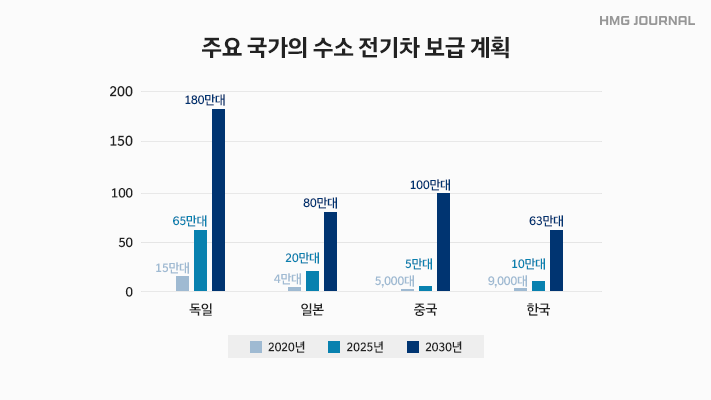 HMG JOURNAL
주요 국가의 수소 전기차 보급 계획
200
150
100
50
0
15만대
65만대
180만대
4만대
20만대
80만대
5,000대
5만대
100만대
9,000대
10만대
63만대
독일
일본
중국
한국
2020년
2025년
2030년